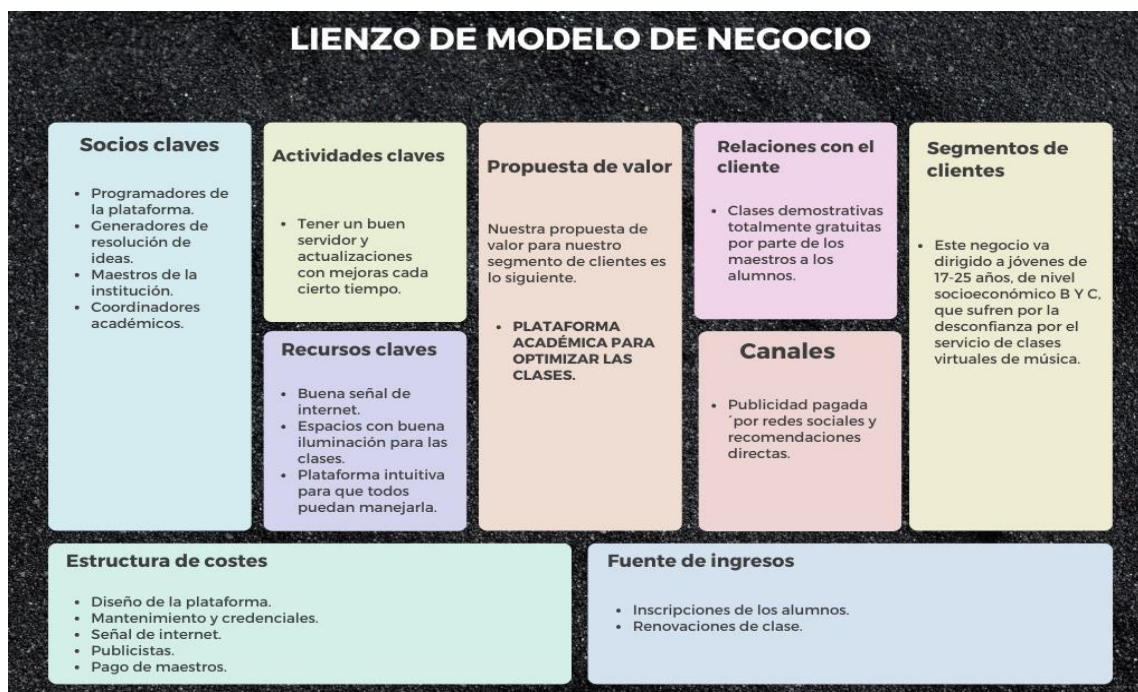 LIENZO DE MODELO DE NEGOCIO
Socios claves
• Programadores de
la plataforma.
• Generadores de
resolución de
ideas.
• Maestros de la
institución.
• Coordinadores
académicos.
Actividades claves
• Tener un buen
servidor y
actualizaciones
con mejoras cada
cierto tiempo.
Recursos claves
• Buena señal de
internet.
• Espacios con buena
iluminación para las
clases.
• Plataforma intuitiva
para que todos
puedan manejarla.
Propuesta de valor
Nuestra propuesta de
valor para nuestro
segmento de clientes es
lo siguiente.
• PLATAFORMA
ACADÉMICA PARA
OPTIMIZAR LAS
CLASES.
Relaciones con el
cliente
• Clases demostrativas
totalmente gratuitas
por parte de los
maestros a los
alumnos.
Canales
• Publicidad pagada
´por redes sociales y
recomendaciones
directas.
Segmentos de
clientes
• Este negocio va
dirigido a jóvenes de
17-25 años, de nivel
socioeconómico B Y C,
que sufren por la
desconfianza por el
servicio de clases
virtuales de música.
Estructura de costes
• Diseño de la plataforma.
• Mantenimiento y credenciales.
• Señal de internet.
• Publicistas.
• Pago de maestros.
Fuente de ingresos
• Inscripciones de los alumnos.
• Renovaciones de clase.